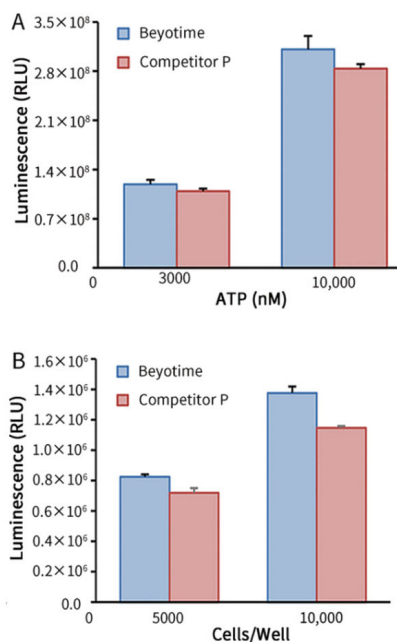 A
3.5×10⁸
2.8×10⁸
2.1×10⁸
1.4×10⁸
0.7×10⁸
0.0
Luminescence (RLU)
Beyotime
Competitor P
0 3000 10,000
ATP (nM)
B
1.6×10⁶
1.4×10⁶
1.2×10⁶
1.0×10⁶
0.8×10⁶
0.6×10⁶
0.4×10⁶
0.2×10⁶
0.0
Luminescence (RLU)
Beyotime
Competitor P
0 5000 10,000
Cells/Well